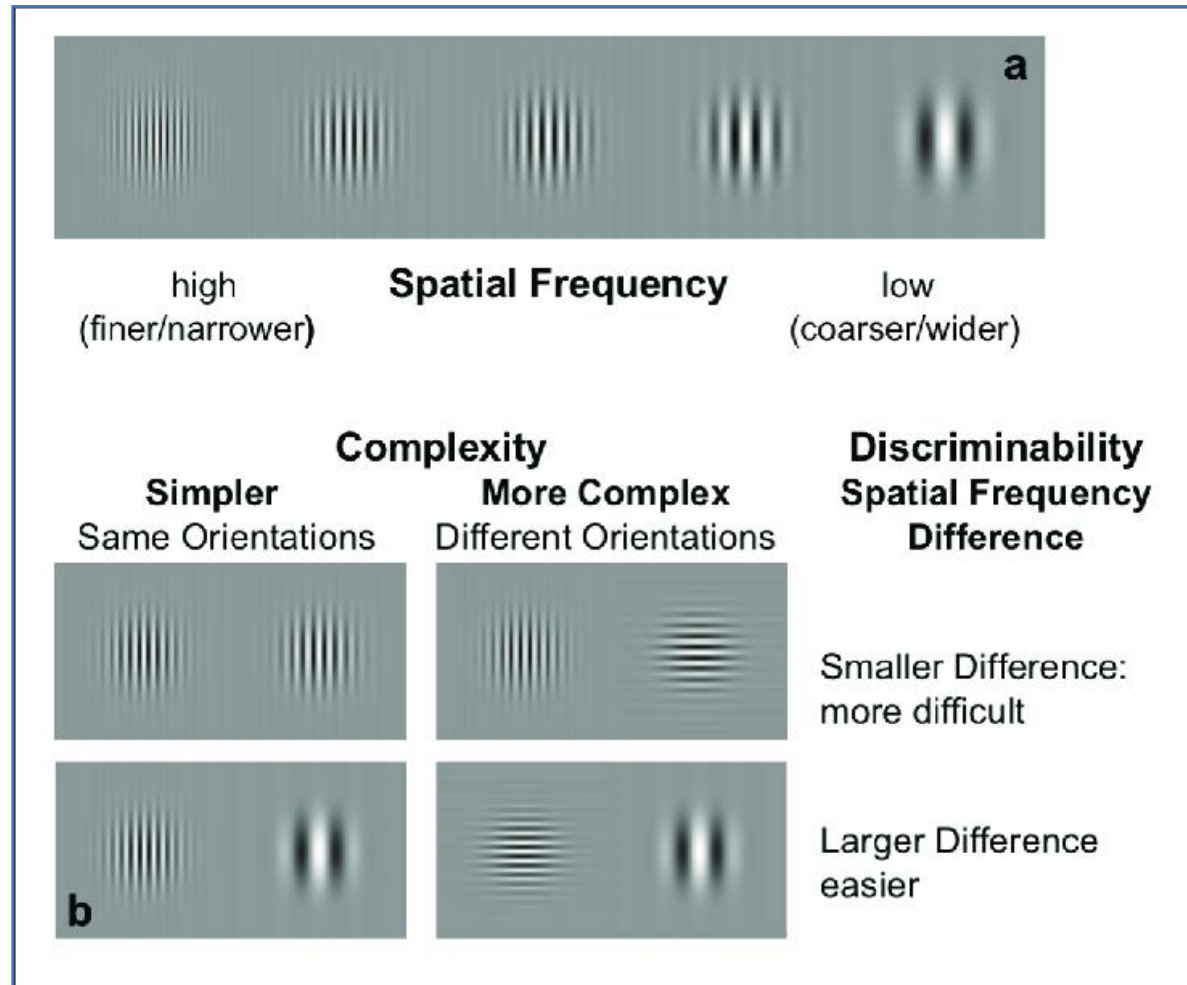 a
high
Spatial Frequency
low
(finer/narrower)
(coarser/wider)
Complexity
Discriminability
Simpler
More Complex
Spatial Frequency
Same Orientations
Different Orientations
Difference
Smaller Difference:
more difficult
Larger Difference
easier
b